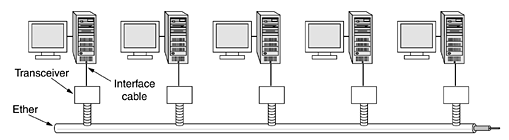 Transceiver
Interface
cable
Ether